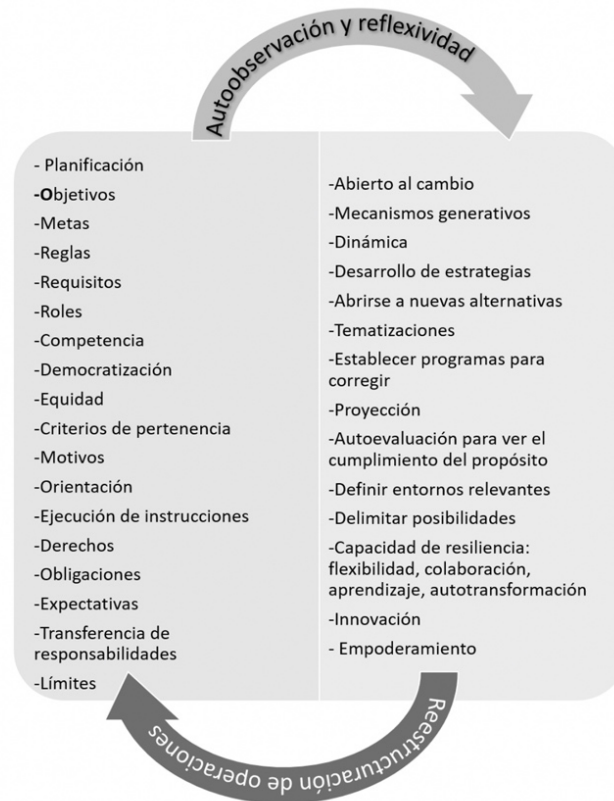 Autoobservación y reflexividad
- Planificación
-Objetivos
-Metas
-Reglas
-Requisitos
-Roles
-Competencia
-Democratización
-Equidad
-Criterios de pertenencia
-Motivos
-Orientación
-Ejecución de instrucciones
-Derechos
-Obligaciones
-Expectativas
-Transferencia de
responsabilidades
-Límites
-Abierto al cambio
-Mecanismos generativos
-Dinámica
-Desarrollo de estrategias
-Abrirse a nuevas alternativas
-Tematizaciones
-Establecer programas para
corregir
-Proyección
-Autoevaluación para ver el
cumplimiento del propósito
-Definir entornos relevantes
-Delimitar posibilidades
-Capacidad de resiliencia:
flexibilidad, colaboración,
aprendizaje, autotransformación
-Innovación
- Empoderamiento
Reestructuración de operaciones